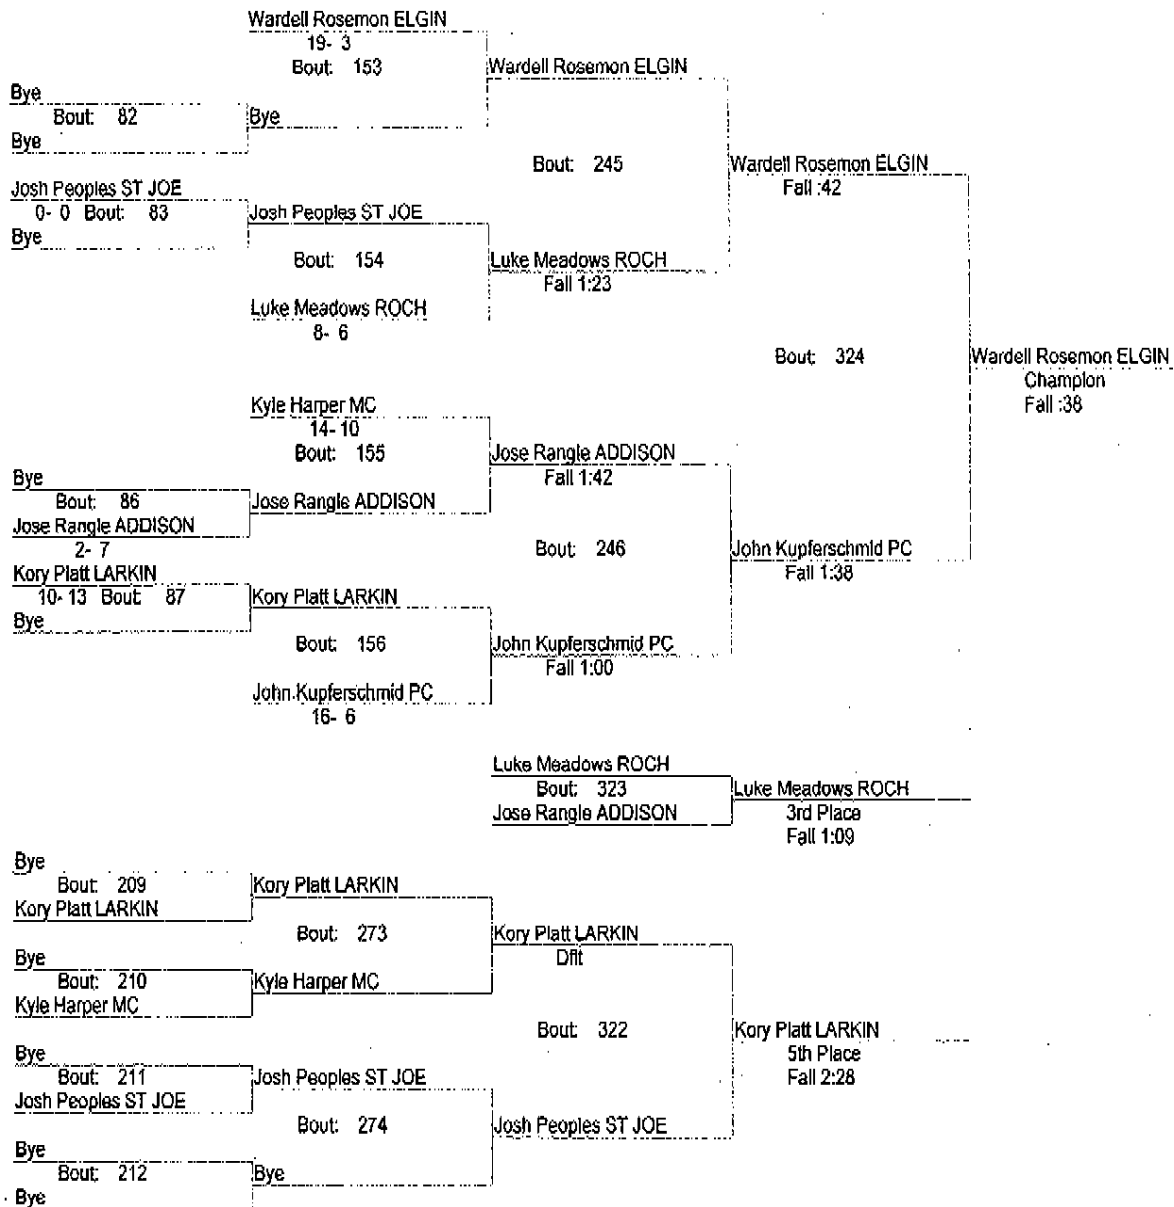 Wardell Rosemon ELGIN
19- 3
Bout: 153
Wardell Rosemon ELGIN
Bye
Bout: 82
Bye
Bye
Bout: 245
Wardell Rosemon ELGIN
Fall :42
Josh Peoples ST JOE
0- 0 Bout: 83
Josh Peoples ST JOE
Bye
Bout: 154
Luke Meadows ROCH
Fall 1:23
Luke Meadows ROCH
8- 6
Bout: 324
Wardell Rosemon ELGIN
Champion
Fall :38
Kyle Harper MC
14- 10
Bout: 155
Jose Rangle ADDISON
Fall 1:42
Bye
Bout: 86
Jose Rangle ADDISON
Jose Rangle ADDISON
2- 7
Bout: 246
John Kupferschmid PC
Fall 1:38
Kory Platt LARKIN
10- 13 Bout: 87
Kory Platt LARKIN
Bye
Bout: 156
John Kupferschmid PC
Fall 1:00
John Kupferschmid PC
16- 6
Luke Meadows ROCH
Bout: 323
Luke Meadows ROCH
Jose Rangle ADDISON
3rd Place
Fall 1:09
Bye
Bout: 209
Kory Platt LARKIN
Kory Platt LARKIN
Bout: 273
Kory Platt LARKIN
Dflt
Bye
Bout: 210
Kyle Harper MC
Kyle Harper MC
Bout: 322
Kory Platt LARKIN
5th Place
Fall 2:28
Bye
Bout: 211
Josh Peoples ST JOE
Josh Peoples ST JOE
Bout: 274
Josh Peoples ST JOE
Bye
Bout: 212
Bye
Bye